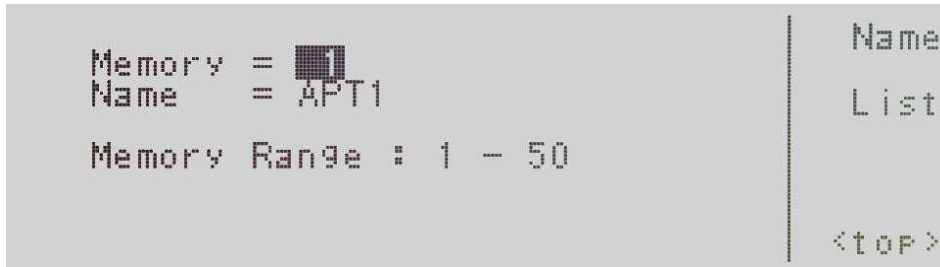 Memory = 1
Name = APT1
Memory Range : 1 - 50
Name
List
<top>